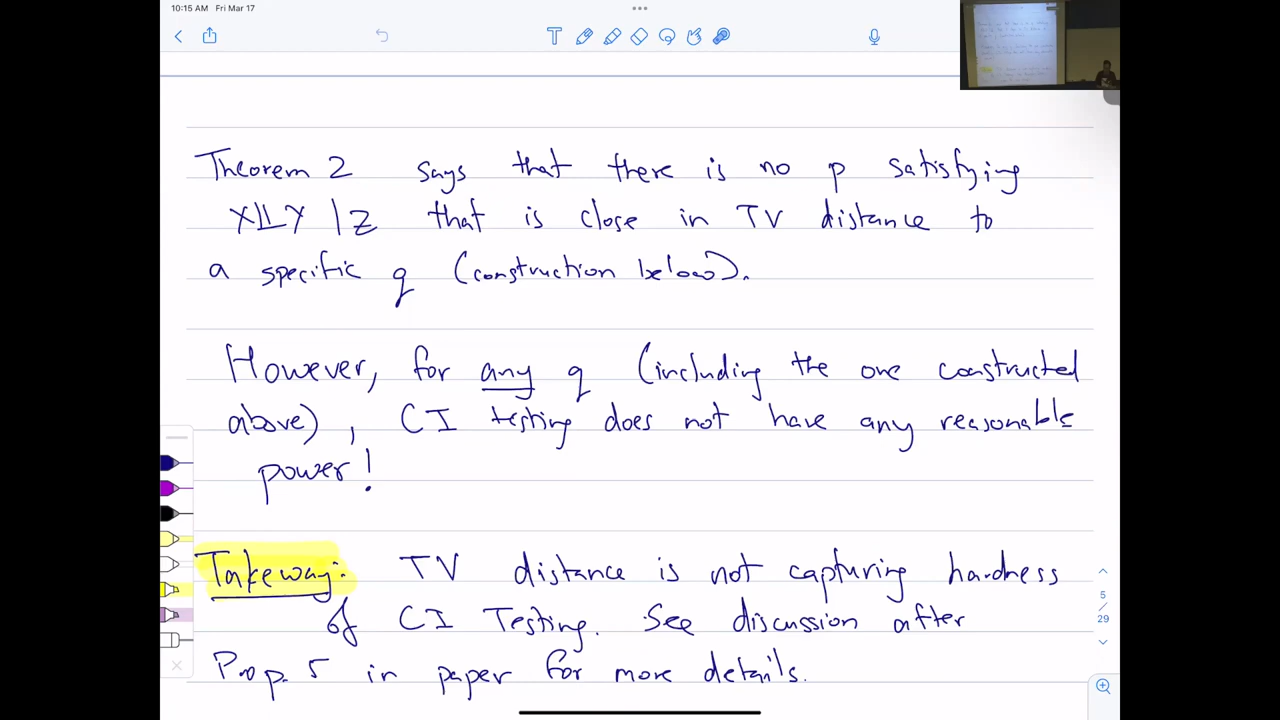 10:15 AM Fri Mar 17
Theorem 2 says that there is no p satisfying
X⊥⊥Y | Z that is close in TV distance to
a specific q (construction below).
However, for any q (including the one constructed
above), CI testing does not have any reasonable
power!
Takeway: TV distance is not capturing hardness
of CI Testing. See discussion after
Prop. 5 in paper for more details.
5
/
29